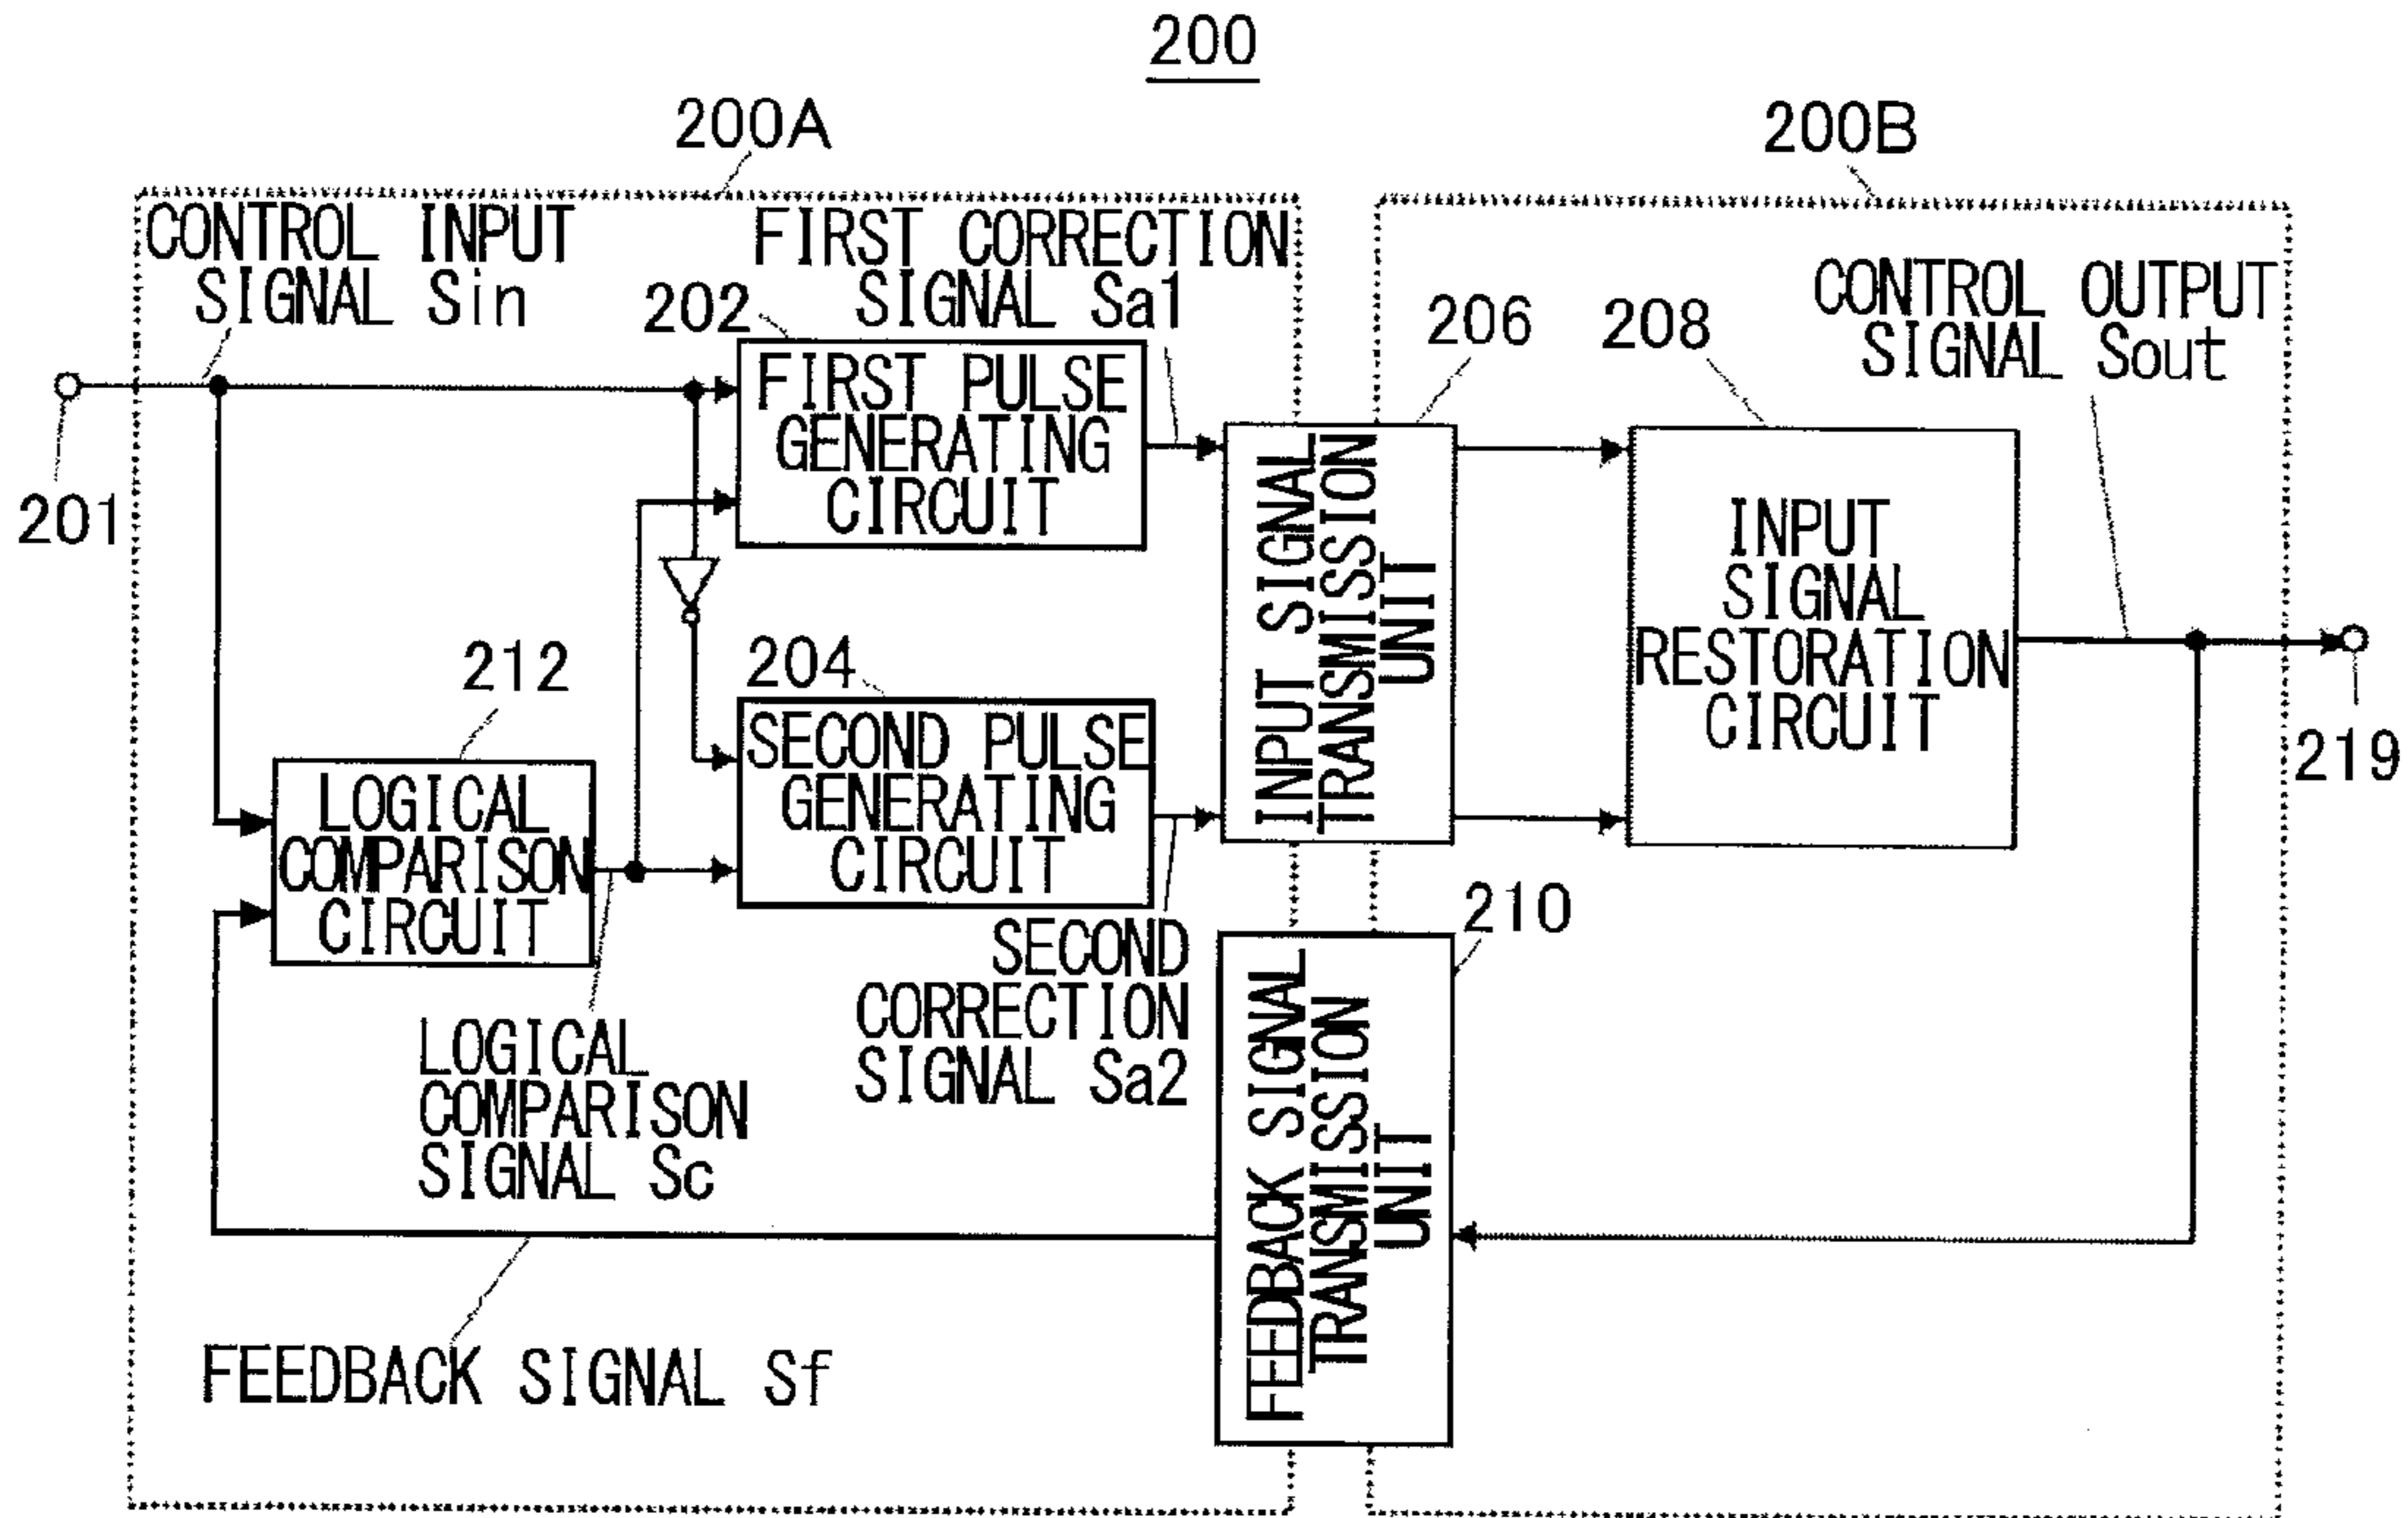 200
200A
200B
CONTROL INPUT
SIGNAL Sin
FIRST CORRECTION
SIGNAL Sa1
202
206
208
CONTROL OUTPUT
SIGNAL Sout
FIRST PULSE
GENERATING
CIRCUIT
201
INPUT SIGNAL
TRANSMISSION
UNIT
INPUT
SIGNAL
RESTORATION
CIRCUIT
219
212
204
LOGICAL
COMPARISON
CIRCUIT
SECOND PULSE
GENERATING
CIRCUIT
210
SECOND
CORRECTION
SIGNAL Sa2
LOGICAL
COMPARISON
SIGNAL Sc
FEEDBACK SIGNAL
TRANSMISSION
UNIT
FEEDBACK SIGNAL Sf